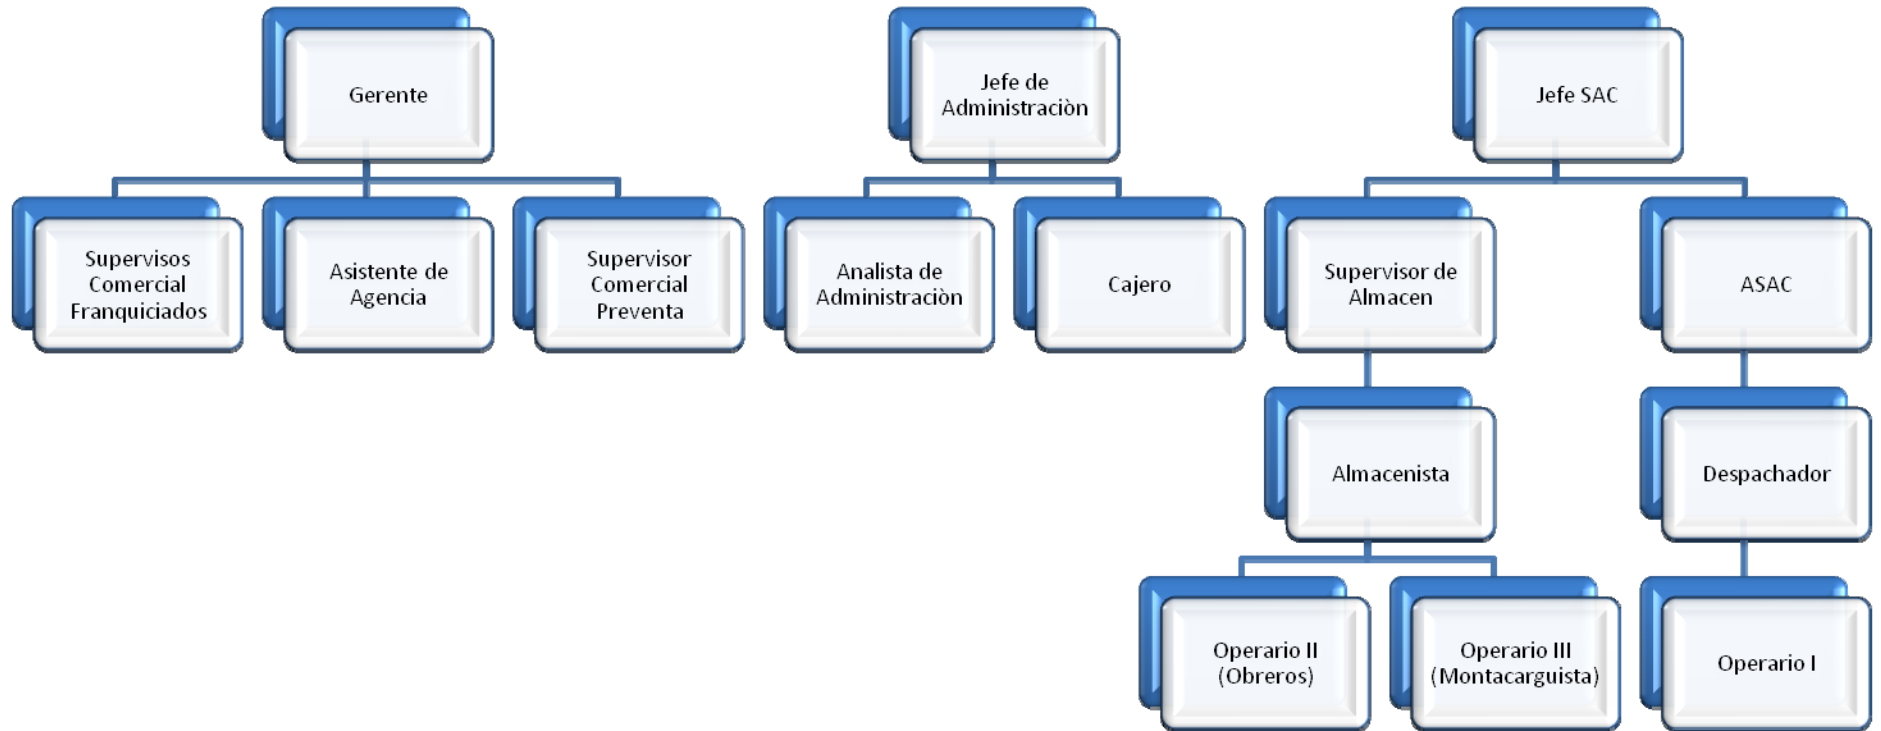 Gerente
Jefe de
Administraciòn
Jefe SAC
Supervisos
Comercial
Franquiciados
Asistente de
Agencia
Supervisor
Comercial
Preventa
Analista de
Administraciòn
Cajero
Supervisor de
Almacen
ASAC
Almacenista
Despachador
Operario II
(Obreros)
Operario III
(Montacarguista)
Operario I